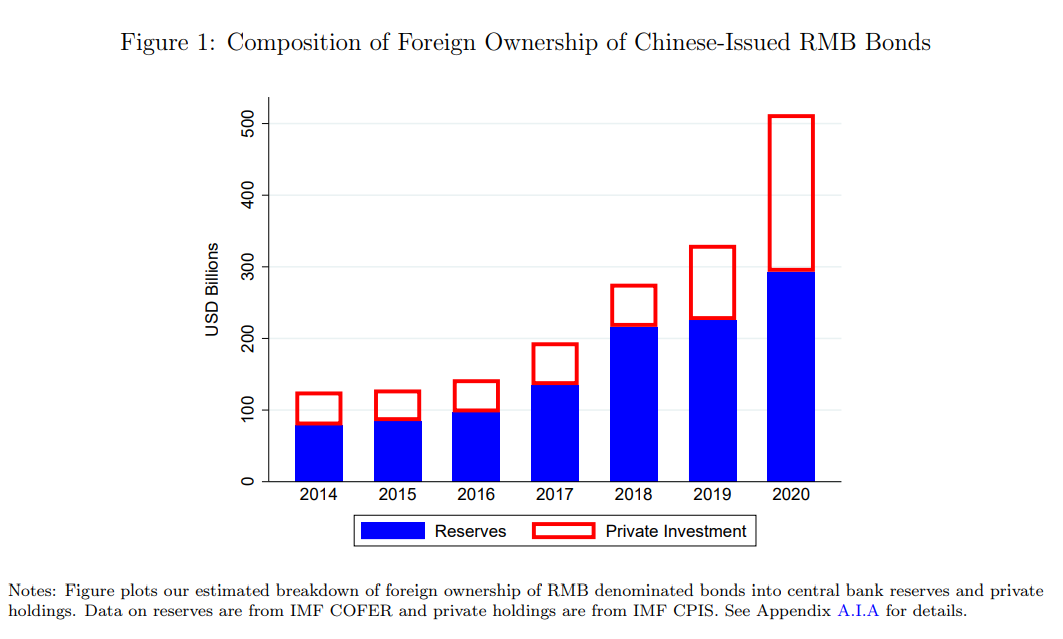 Figure 1: Composition of Foreign Ownership of Chinese-Issued RMB Bonds
USD Billions
500
400
300
200
100
0
2014 2015 2016 2017 2018 2019 2020
Reserves Private Investment
Notes: Figure plots our estimated breakdown of foreign ownership of RMB denominated bonds into central bank reserves and private
holdings. Data on reserves are from IMF COFER and private holdings are from IMF CPIS. See Appendix A.I.A for details.